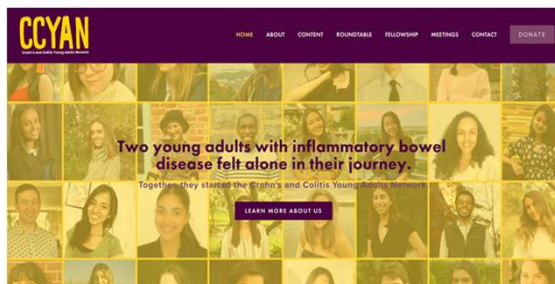 CCYAN
Crohn's and Colitis Young Adults Network
HOME ABOUT CONTENT ROUNDTABLE FELLOWSHIP MEETINGS CONTACT DONATE
Two young adults with inflammatory bowel
disease felt alone in their journey.
Together, they started the Crohn's and Colitis Young Adults Network.
LEARN MORE ABOUT US